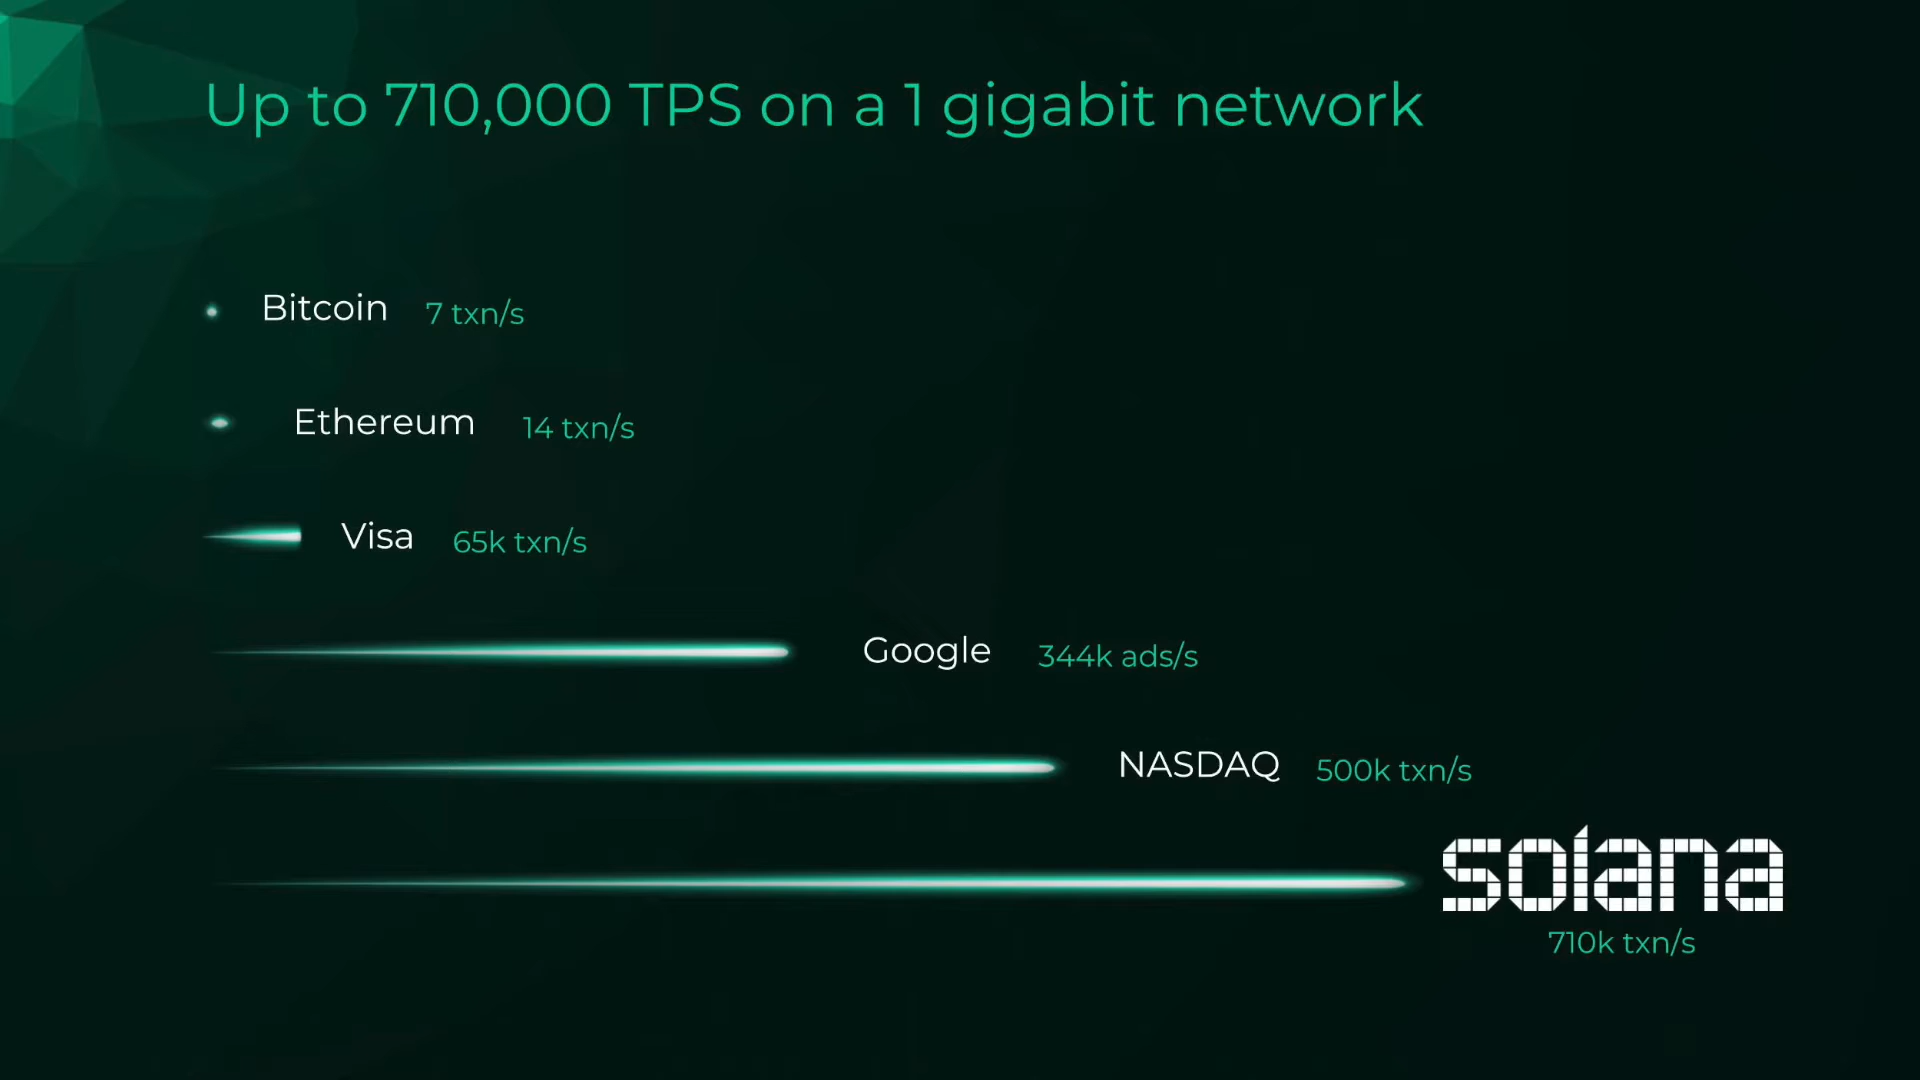 Up to 710,000 TPS on a 1 gigabit network
Bitcoin 7 txn/s
Ethereum 14 txn/s
Visa 65k txn/s
Google 344k ads/s
NASDAQ 500k txn/s
solana
710k txn/s